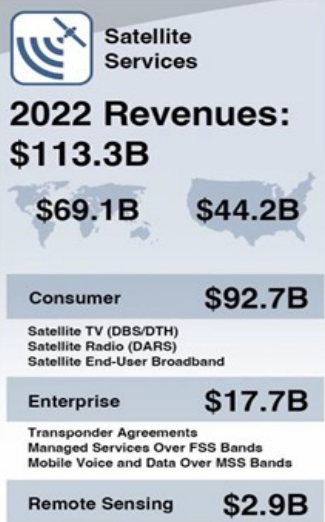 Satellite
Services
2022 Revenues:
$113.3B
$69.1B $44.2B
Consumer $92.7B
Satellite TV (DBS/DTH)
Satellite Radio (DARS)
Satellite End-User Broadband
Enterprise $17.7B
Transponder Agreements
Managed Services Over FSS Bands
Mobile Voice and Data Over MSS Bands
Remote Sensing $2.9B